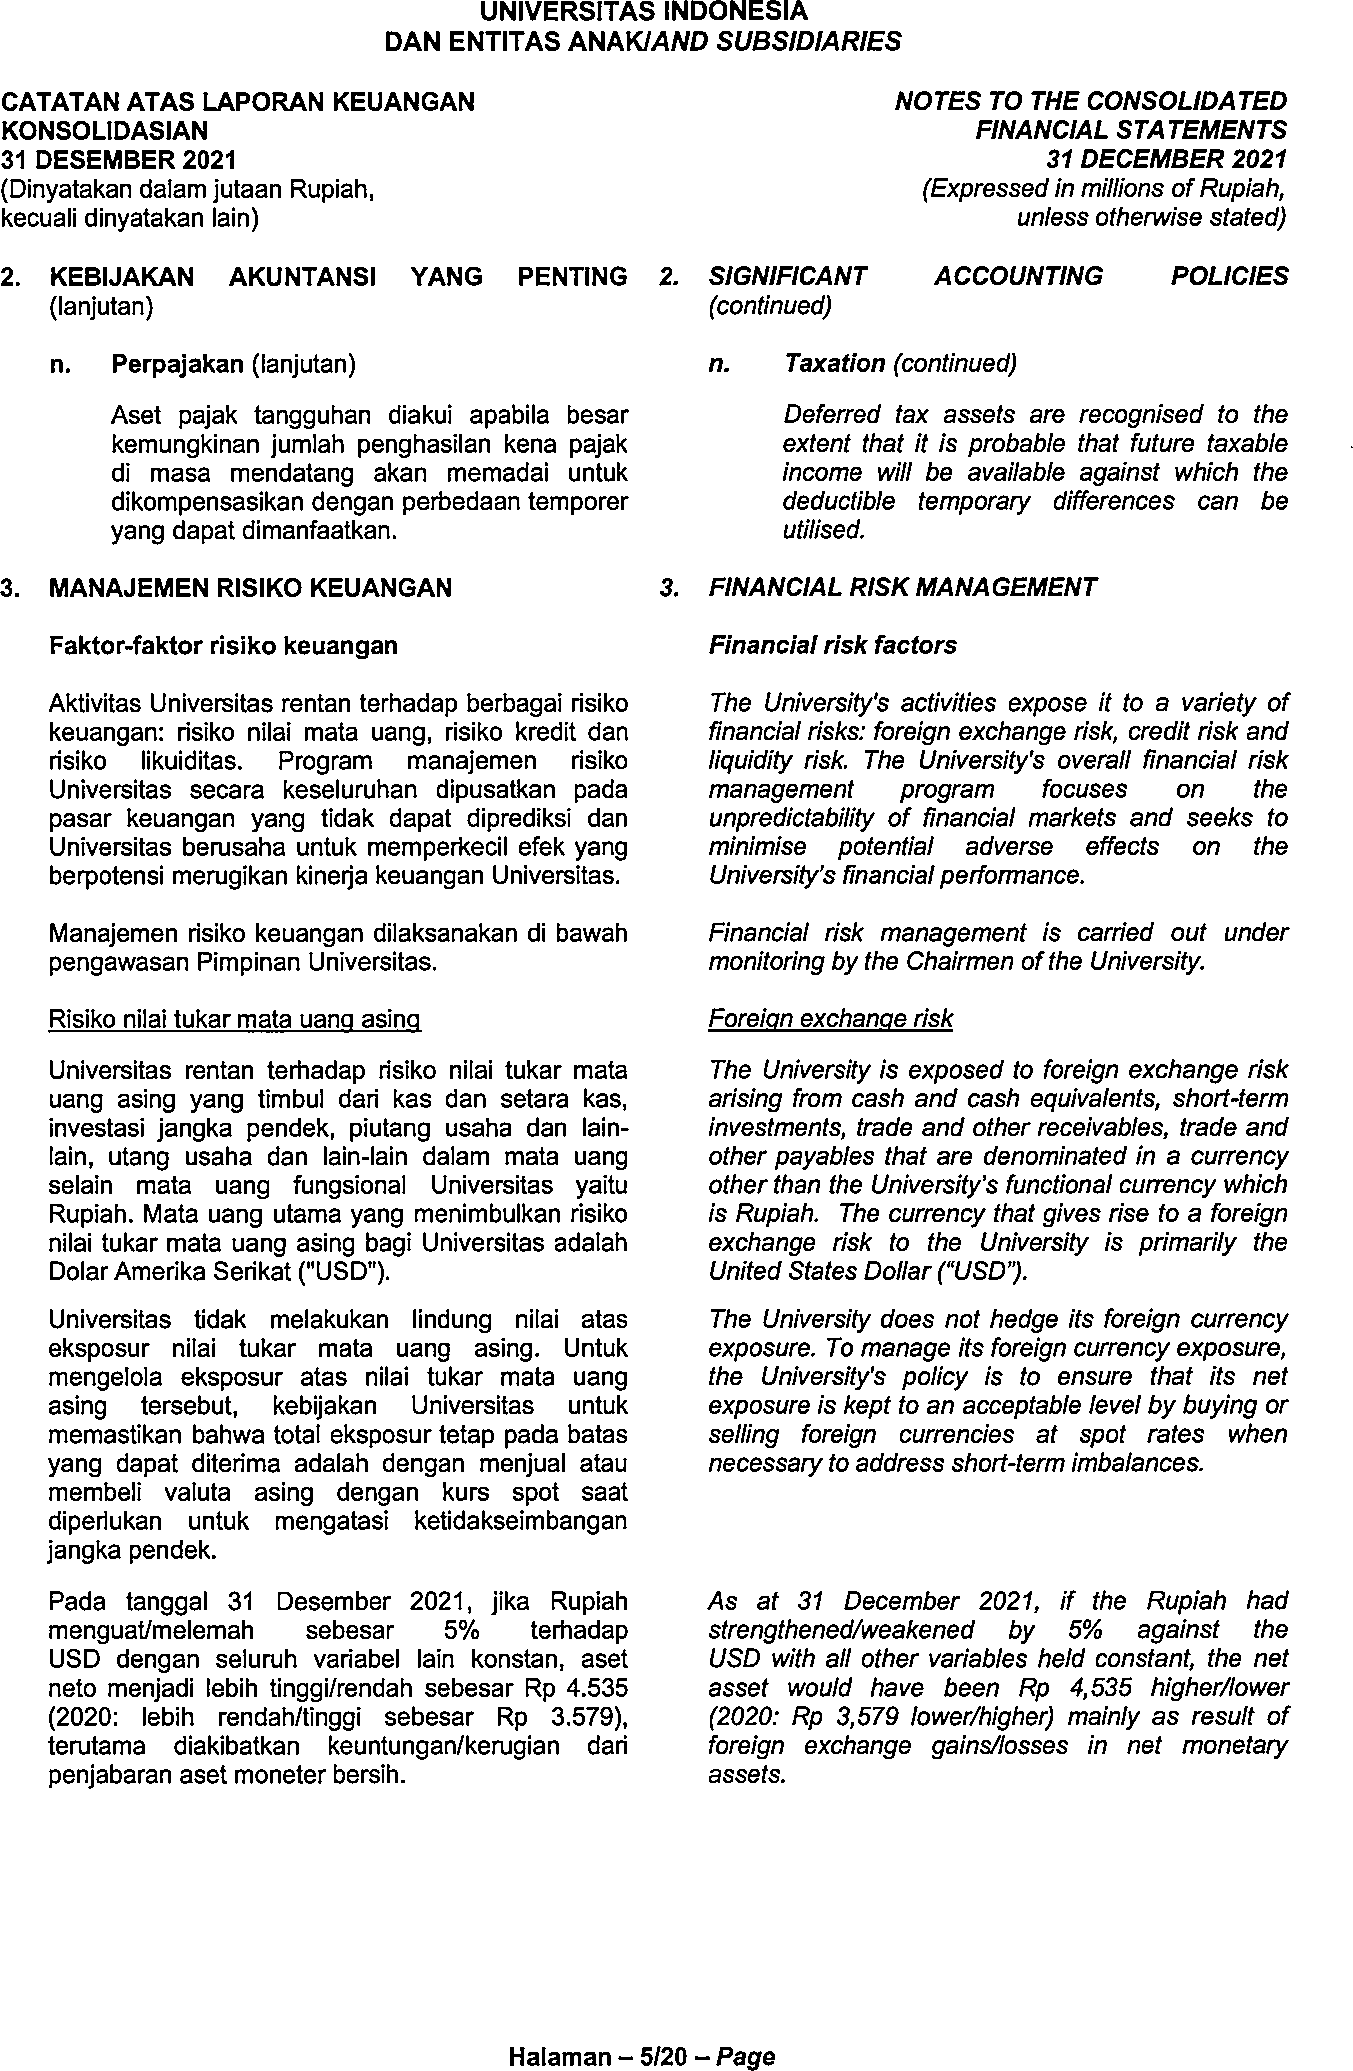 UNIVERSITAS INDONESIA
DAN ENTITAS ANAK/AND SUBSIDIARIES
CATATAN ATAS LAPORAN KEUANGAN
KONSOLIDASIAN
31 DESEMBER 2021
(Dinyatakan dalam jutaan Rupiah,
kecuali dinyatakan lain)
NOTES TO THE CONSOLIDATED
FINANCIAL STATEMENTS
31 DECEMBER 2021
(Expressed in millions of Rupiah,
unless otherwise stated)
2. KEBIJAKAN AKUNTANSI YANG PENTING
(lanjutan)
n. Perpajakan (lanjutan)
Aset pajak tangguhan diakui apabila besar
kemungkinan jumlah penghasilan kena pajak
di masa mendatang akan memadai untuk
dikompensasikan dengan perbedaan temporer
yang dapat dimanfaatkan.
3. MANAJEMEN RISIKO KEUANGAN
Faktor-faktor risiko keuangan
Aktivitas Universitas rentan terhadap berbagai risiko
keuangan: risiko nilai mata uang, risiko kredit dan
risiko likuiditas. Program manajemen risiko
Universitas secara keseluruhan dipusatkan pada
pasar keuangan yang tidak dapat diprediksi dan
Universitas berusaha untuk memperkecil efek yang
berpotensi merugikan kinerja keuangan Universitas.
Manajemen risiko keuangan dilaksanakan di bawah
pengawasan Pimpinan Universitas.
Risiko nilai tukar mata uang asing
Universitas rentan terhadap risiko nilai tukar mata
uang asing yang timbul dari kas dan setara kas,
investasi jangka pendek, piutang usaha dan lain-
lain, utang usaha dan lain-lain dalam mata uang
selain mata uang fungsional Universitas yaitu
Rupiah. Mata uang utama yang menimbulkan risiko
nilai tukar mata uang asing bagi Universitas adalah
Dolar Amerika Serikat ("USD").
Universitas tidak melakukan lindung nilai atas
eksposur nilai tukar mata uang asing. Untuk
mengelola eksposur atas nilai tukar mata uang
asing tersebut, kebijakan Universitas untuk
memastikan bahwa total eksposur tetap pada batas
yang dapat diterima adalah dengan menjual atau
membeli valuta asing dengan kurs spot saat
diperlukan untuk mengatasi ketidakseimbangan
jangka pendek.
Pada tanggal 31 Desember 2021, jika Rupiah
menguat/melemah sebesar 5% terhadap
USD dengan seluruh variabel lain konstan, aset
neto menjadi lebih tinggi/rendah sebesar Rp 4.535
(2020: lebih rendah/tinggi sebesar Rp 3.579),
terutama diakibatkan keuntungan/kerugian dari
penjabaran aset moneter bersih.
2. SIGNIFICANT ACCOUNTING POLICIES
(continued)
n. Taxation (continued)
Deferred tax assets are recognised to the
extent that it is probable that future taxable
income will be available against which the
deductible temporary differences can be
utilised.
3. FINANCIAL RISK MANAGEMENT
Financial risk factors
The University's activities expose it to a variety of
financial risks: foreign exchange risk, credit risk and
liquidity risk. The University's overall financial risk
management program focuses on the
unpredictability of financial markets and seeks to
minimise potential adverse effects on the
University's financial performance.
Financial risk management is carried out under
monitoring by the Chairmen of the University.
Foreign exchange risk
The University is exposed to foreign exchange risk
arising from cash and cash equivalents, short-term
investments, trade and other receivables, trade and
other payables that are denominated in a currency
other than the University's functional currency which
is Rupiah. The currency that gives rise to a foreign
exchange risk to the University is primarily the
United States Dollar ("USD").
The University does not hedge its foreign currency
exposure. To manage its foreign currency exposure,
the University's policy is to ensure that its net
exposure is kept to an acceptable level by buying or
selling foreign currencies at spot rates when
necessary to address short-term imbalances.
As at 31 December 2021, if the Rupiah had
strengthened/weakened by 5% against the
USD with all other variables held constant, the net
asset would have been Rp 4,535 higher/lower
(2020: Rp 3,579 lower/higher) mainly as result of
foreign exchange gains/losses in net monetary
assets.
Halaman – 5/20 – Page